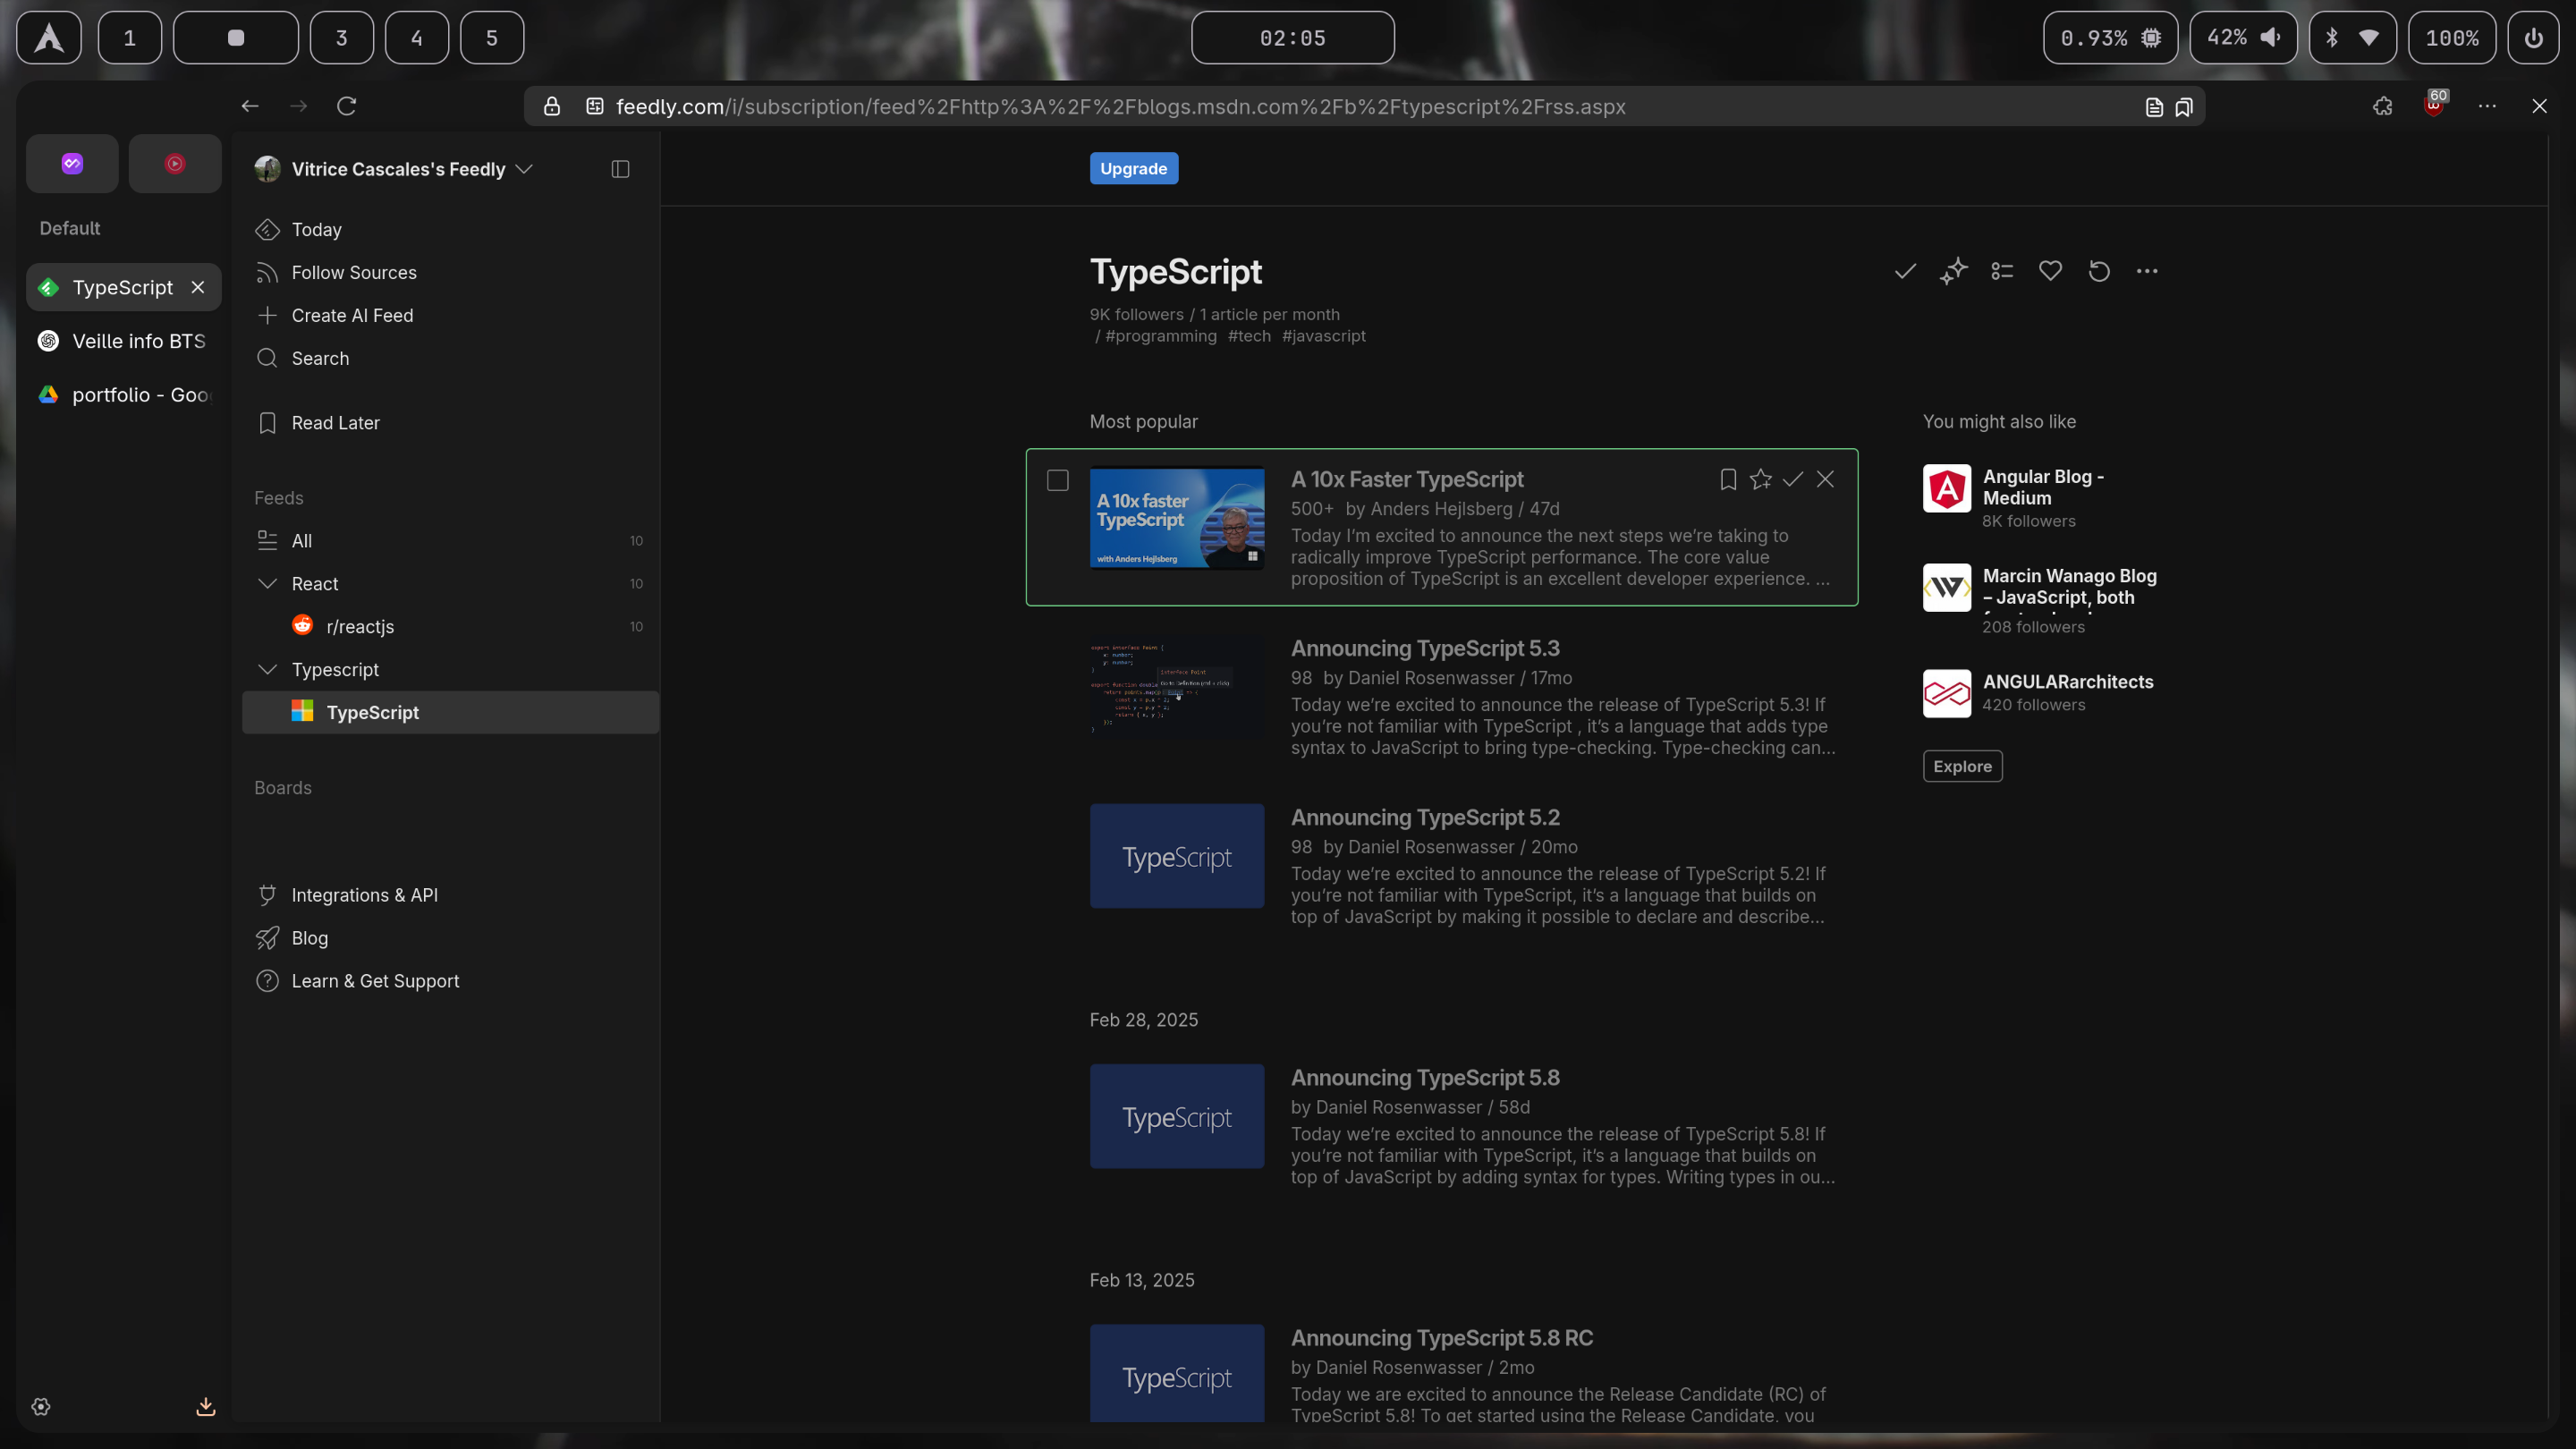 1
3
4
5
02:05
0.93%
42%
100%
feedly.com/i/subscription/feed%2Fhttp%3A%2F%2Fblogs.msdn.com%2Fb%2Ftypescript%2Frss.aspx
60
Default
TypeScript
Veille info BTS
portfolio - Goo
Vitrice Cascales's Feedly
Today
Follow Sources
Create AI Feed
Search
Read Later
Feeds
All 10
React 10
r/reactjs 10
Typescript
TypeScript
Boards
Integrations & API
Blog
Learn & Get Support
Upgrade
TypeScript
9K followers / 1 article per month
/ #programming #tech #javascript
Most popular
A 10x faster
TypeScript
with Anders Hejlsberg
A 10x Faster TypeScript
500+ by Anders Hejlsberg / 47d
Today I'm excited to announce the next steps we're taking to
radically improve TypeScript performance. The core value
proposition of TypeScript is an excellent developer experience. ...
Announcing TypeScript 5.3
98 by Daniel Rosenwasser / 17mo
Today we're excited to announce the release of TypeScript 5.3! If
you're not familiar with TypeScript , it's a language that adds type
syntax to JavaScript to bring type-checking. Type-checking can...
TypeScript
Announcing TypeScript 5.2
98 by Daniel Rosenwasser / 20mo
Today we're excited to announce the release of TypeScript 5.2! If
you're not familiar with TypeScript, it's a language that builds on
top of JavaScript by making it possible to declare and describe...
Feb 28, 2025
TypeScript
Announcing TypeScript 5.8
by Daniel Rosenwasser / 58d
Today we're excited to announce the release of TypeScript 5.8! If
you're not familiar with TypeScript, it's a language that builds on
top of JavaScript by adding syntax for types. Writing types in ou...
Feb 13, 2025
TypeScript
Announcing TypeScript 5.8 RC
by Daniel Rosenwasser / 2mo
Today we are excited to announce the Release Candidate (RC) of
TypeScript 5.8! To get started using the Release Candidate, you
You might also like
Angular Blog -
Medium
8K followers
Marcin Wanago Blog
– JavaScript, both
208 followers
ANGULARarchitects
420 followers
Explore